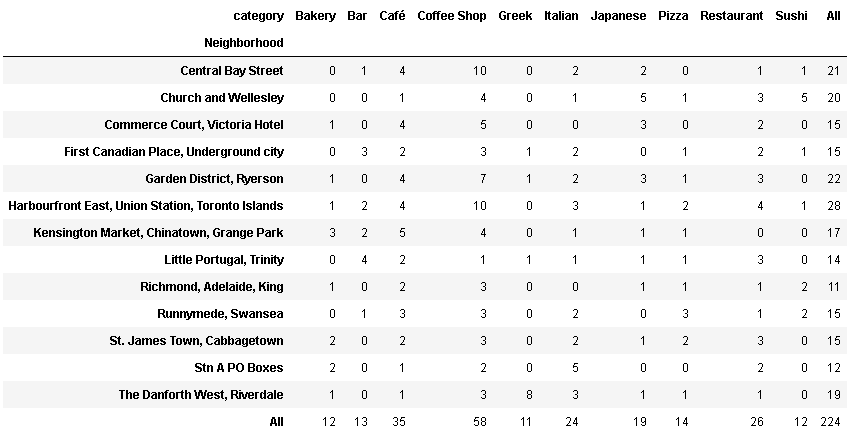 category Bakery Bar Café Coffee Shop Greek Italian Japanese Pizza Restaurant Sushi All
Neighborhood
Central Bay Street 0 1 4 10 0 2 2 0 1 1 21
Church and Wellesley 0 0 1 4 0 1 5 1 3 5 20
Commerce Court, Victoria Hotel 1 0 4 5 0 0 3 0 2 0 15
First Canadian Place, Underground city 0 3 2 3 1 2 0 1 2 1 15
Garden District, Ryerson 1 0 4 7 1 2 3 1 3 0 22
Harbourfront East, Union Station, Toronto Islands 1 2 4 10 0 3 1 2 4 1 28
Kensington Market, Chinatown, Grange Park 3 2 5 4 0 1 1 1 0 0 17
Little Portugal, Trinity 0 4 2 1 1 1 1 1 3 0 14
Richmond, Adelaide, King 1 0 2 3 0 0 1 1 1 2 11
Runnymede, Swansea 0 1 3 3 0 2 0 3 1 2 15
St. James Town, Cabbagetown 2 0 2 3 0 2 1 2 3 0 15
Stn A PO Boxes 2 0 1 2 0 5 0 0 2 0 12
The Danforth West, Riverdale 1 0 1 3 8 3 1 1 1 0 19
All 12 13 35 58 11 24 19 14 26 12 224